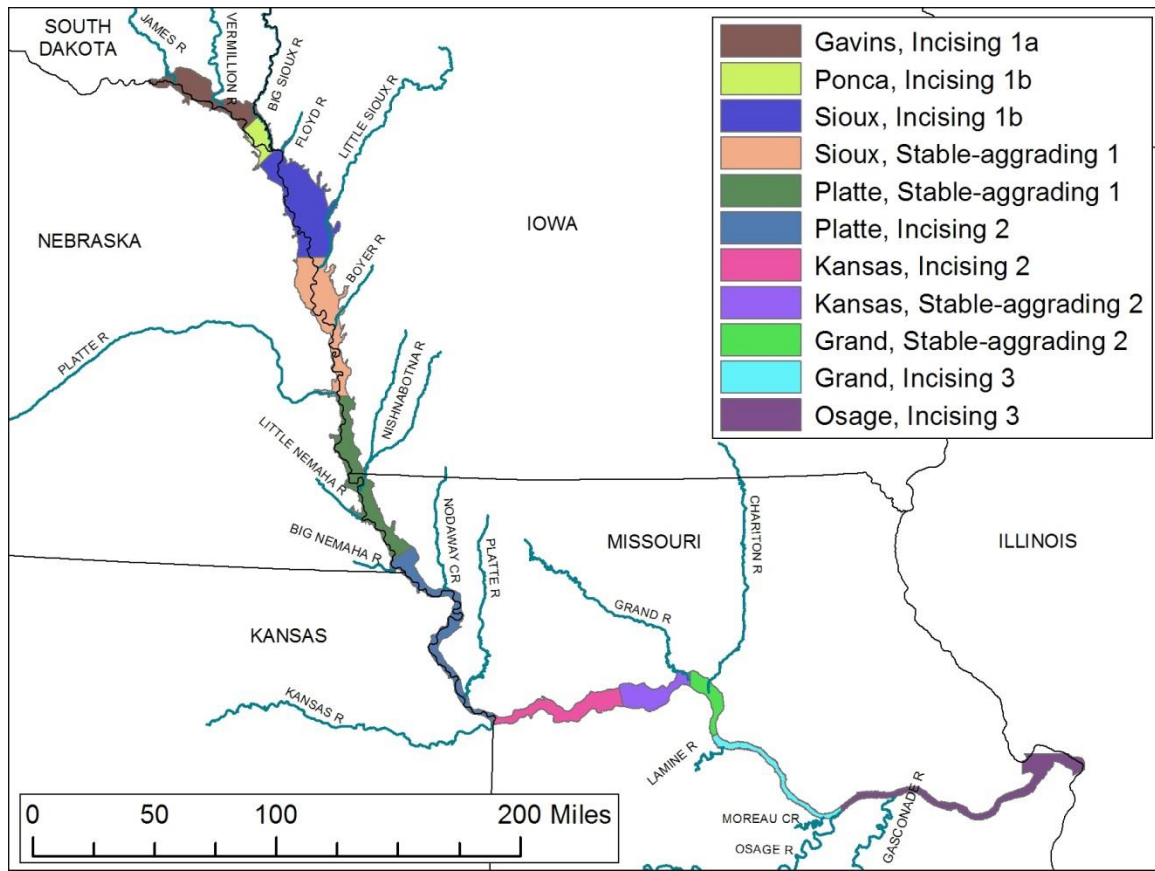 SOUTH
DAKOTA
JAMES R
VERMILLION R
BIG SIOUX R
FLOYD R
LITTLE SIOUX R
Gavins, Incising 1a
Ponca, Incising 1b
Sioux, Incising 1b
Sioux, Stable-aggrading 1
Platte, Stable-aggrading 1
Platte, Incising 2
Kansas, Incising 2
Kansas, Stable-aggrading 2
Grand, Stable-aggrading 2
Grand, Incising 3
Osage, Incising 3
NEBRASKA
IOWA
BOYER R
PLATTE R
NISHNABOTNA R
LITTLE NEMAHA R
BIG NEMAHA R
NODAWAY CR
PLATTE R
MISSOURI
CHARITON R
ILLINOIS
GRAND R
KANSAS
KANSAS R
LAMINE R
MOREAU CR
OSAGE R
GASCONADE R
0 50 100 200 Miles